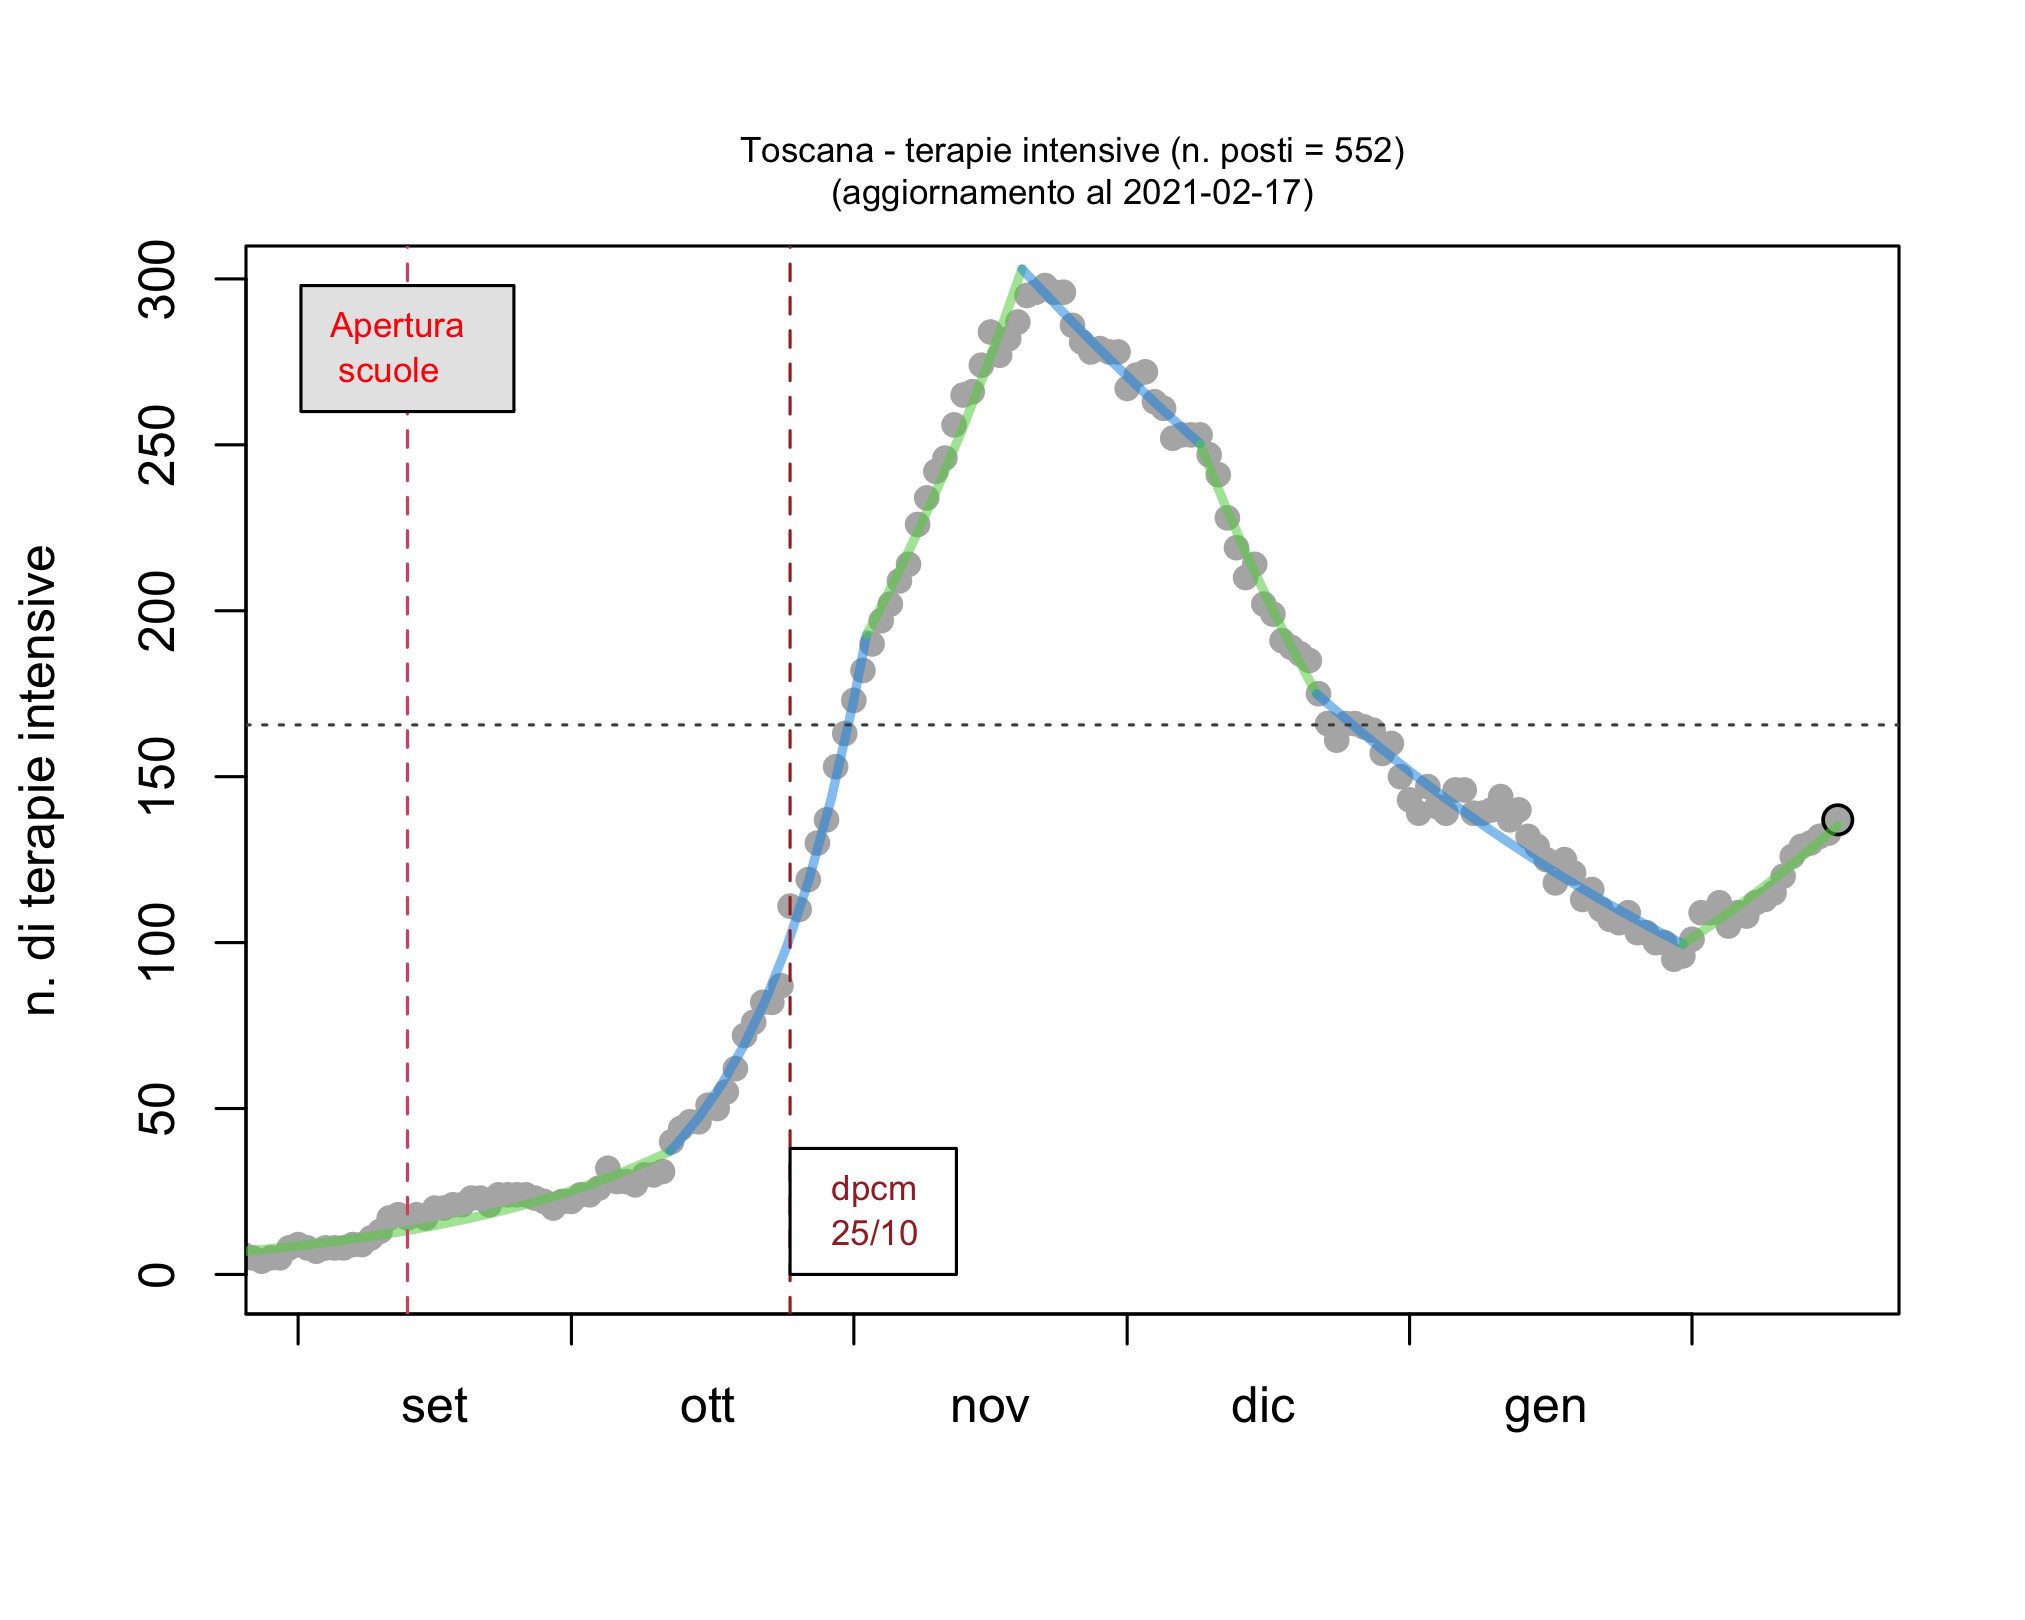 Toscana - terapie intensive (n. posti = 552)
(aggiornamento al 2021-02-17)
n. di terapie intensive
300
250
200
150
100
50
0
Apertura
scuole
dpcm
25/10
set
ott
nov
dic
gen